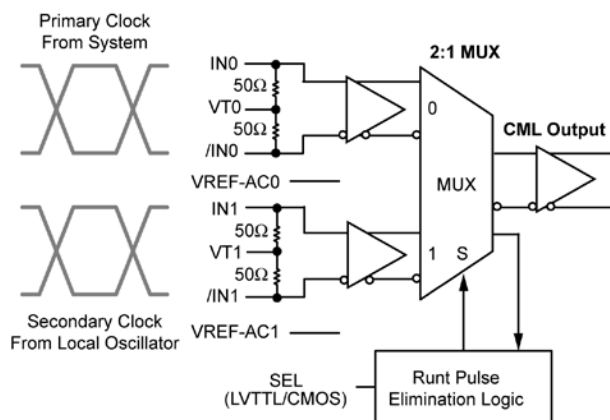 Primary Clock
From System
IN0
50Ω
VT0
50Ω
/IN0
VREF-AC0
IN1
50Ω
VT1
50Ω
/IN1
VREF-AC1
Secondary Clock
From Local Oscillator
2:1 MUX
0
MUX
1 S
CML Output
SEL
(LVTTL/CMOS)
Runt Pulse
Elimination Logic